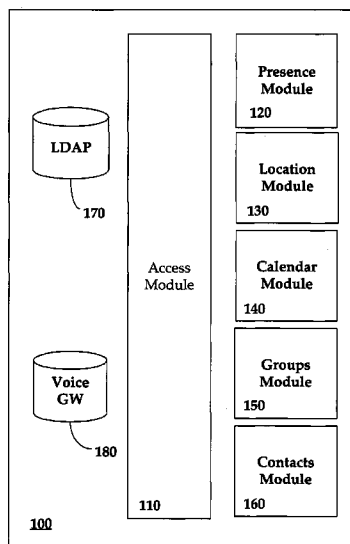 LDAP
170
Voice
GW
180
100
Access
Module
110
Presence
Module
120
Location
Module
130
Calendar
Module
140
Groups
Module
150
Contacts
Module
160